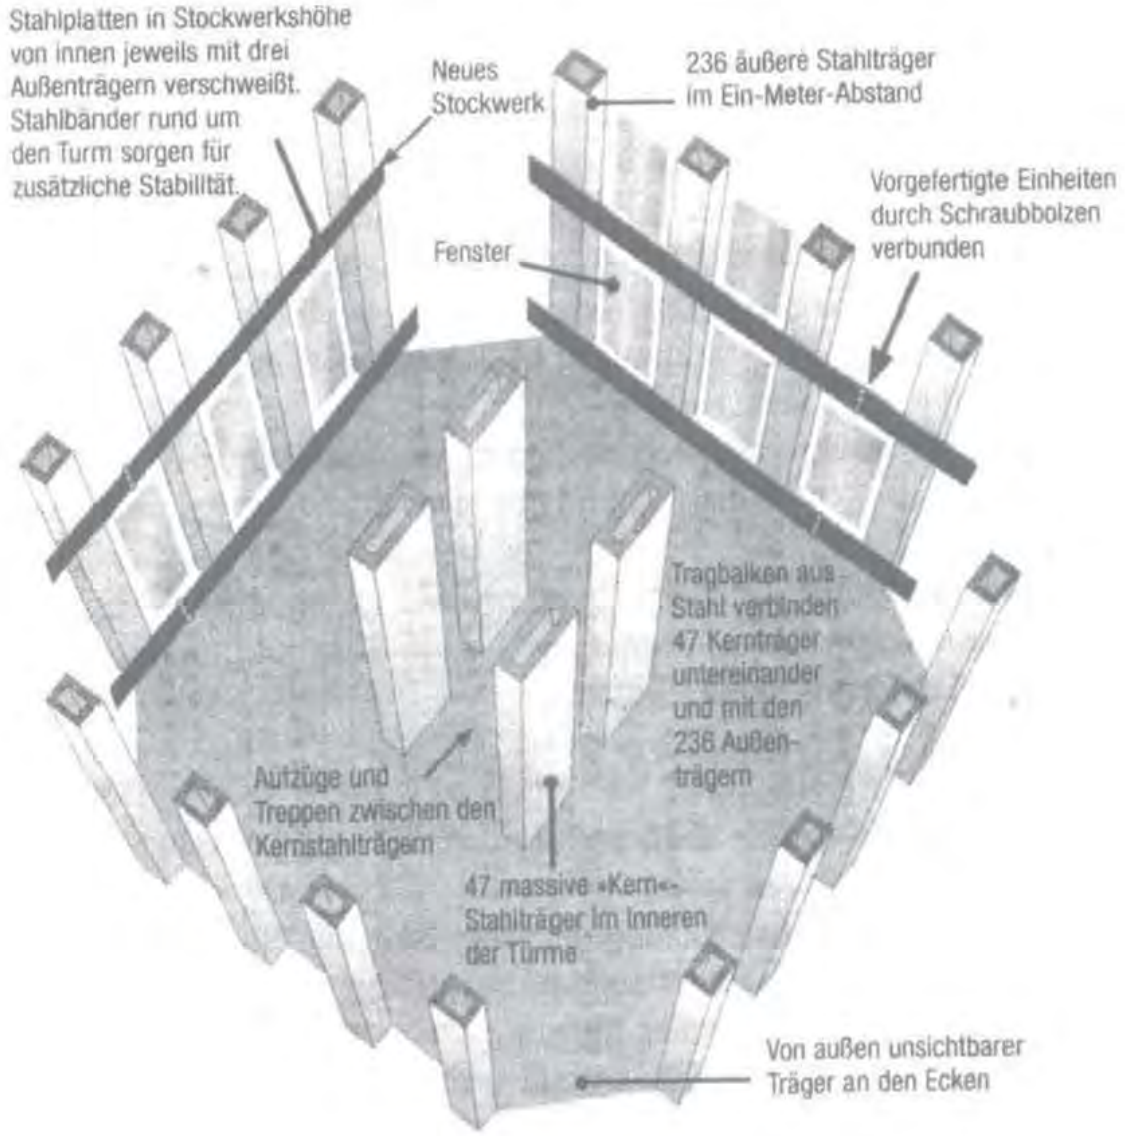 Stahlplatten in Stockwerkshöhe
von innen jeweils mit drei
Außenträgern verschweißt.
Stahlbänder rund um
den Turm sorgen für
zusätzliche Stabilität.
Neues
Stockwerk
236 äußere Stahlträger
im Ein-Meter-Abstand
Vorgefertigte Einheiten
durch Schraubbolzen
verbunden
Fenster
Tragbalken aus
Stahl verbinden
47 Kernträger
untereinander
und mit den
236 Außen-
trägern
Aufzüge und
Treppen zwischen den
Kernstahlträgern
47 massive »Kern«-
Stahlträger im Inneren
der Türme
Von außen unsichtbarer
Träger an den Ecken